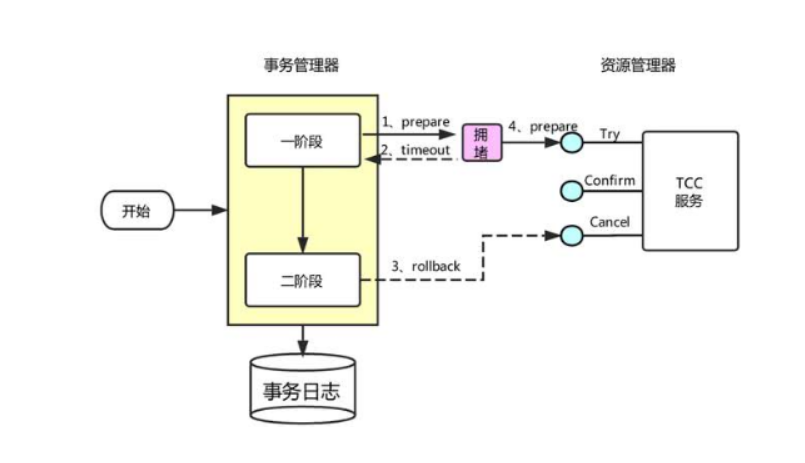 事务管理器
资源管理器
1、prepare
4、prepare
拥
堵
Try
一阶段
2、timeout
Confirm
TCC
服务
开始
Cancel
3、rollback
二阶段
事务日志